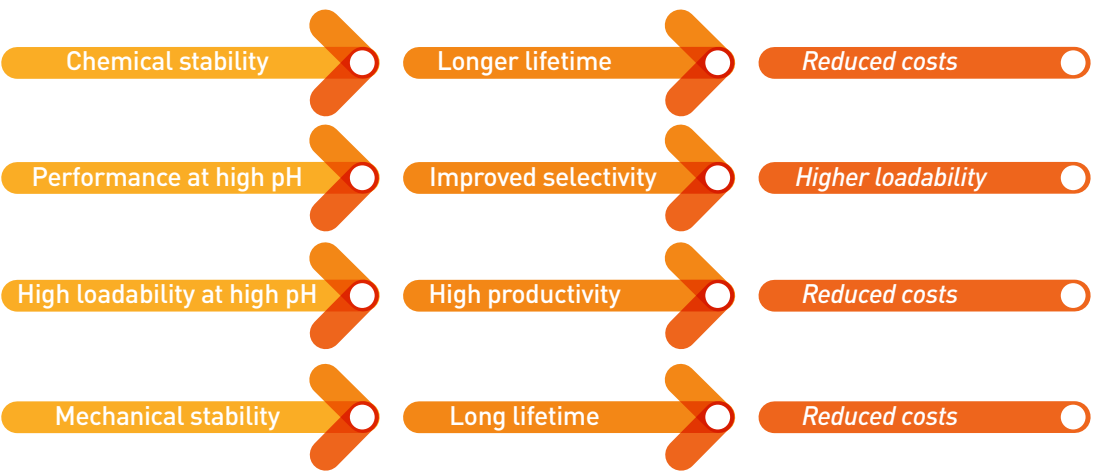 Chemical stability
Longer lifetime
Reduced costs
Performance at high pH
Improved selectivity
Higher loadability
High loadability at high pH
High productivity
Reduced costs
Mechanical stability
Long lifetime
Reduced costs